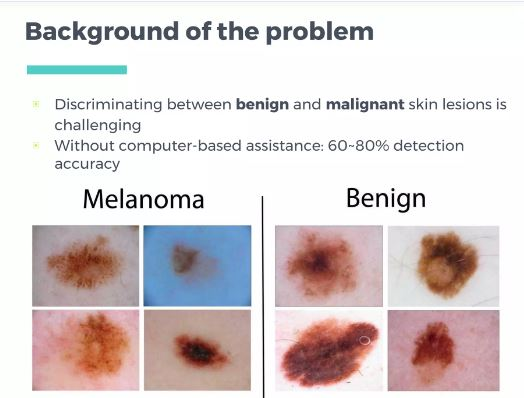 Background of the problem
Discriminating between benign and malignant skin lesions is
challenging
Without computer-based assistance: 60~80% detection
accuracy
Melanoma
Benign